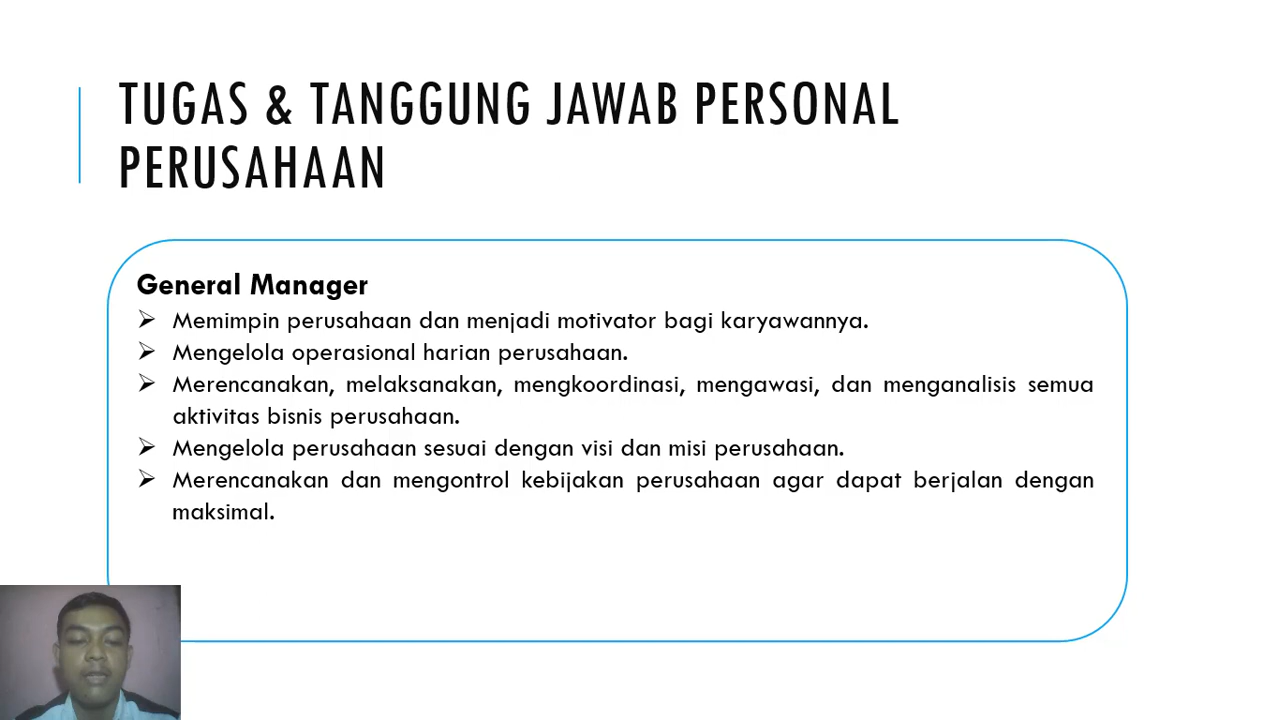 TUGAS & TANGGUNG JAWAB PERSONAL
PERUSAHAAN
General Manager
Memimpin perusahaan dan menjadi motivator bagi karyawannya.
Mengelola operasional harian perusahaan.
Merencanakan, melaksanakan, mengkoordinasi, mengawasi, dan menganalisis semua
aktivitas bisnis perusahaan.
Mengelola perusahaan sesuai dengan visi dan misi perusahaan.
Merencanakan dan mengontrol kebijakan perusahaan agar dapat berjalan dengan
maksimal.